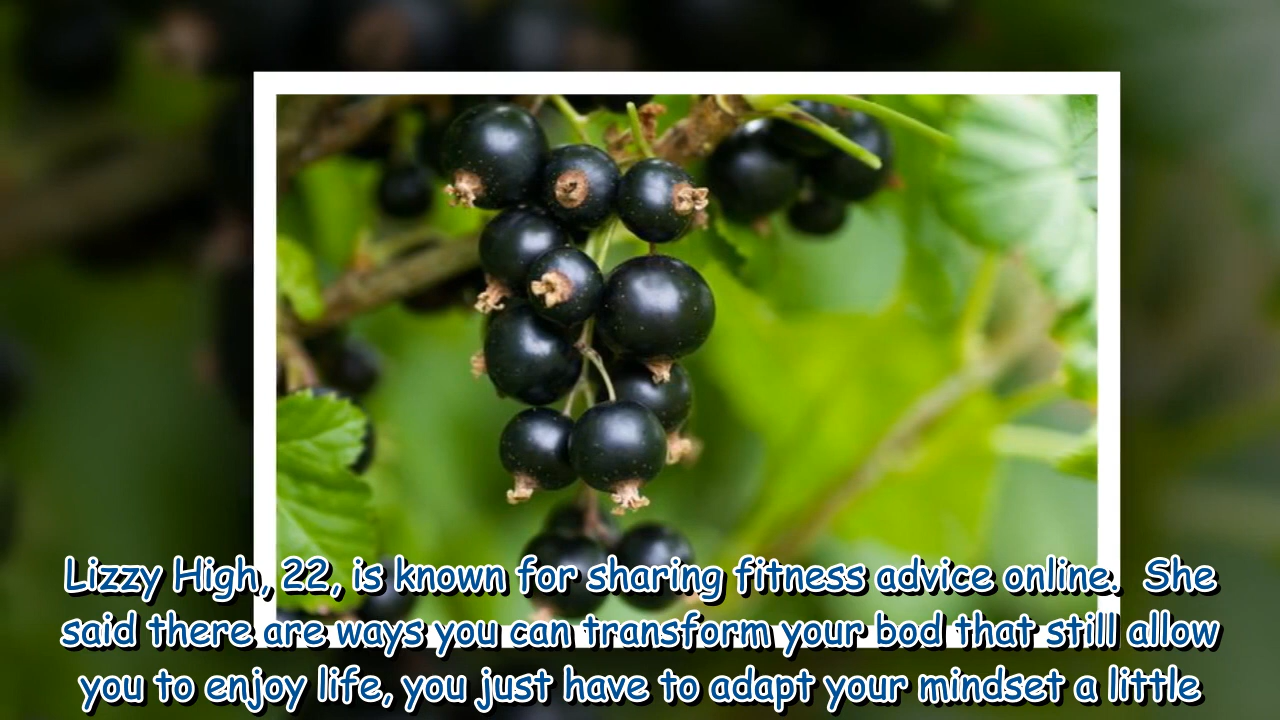 Lizzy High, 22, is known for sharing fitness advice online.  She
said there are ways you can transform your bod that still allow
you to enjoy life, you just have to adapt your mindset a little